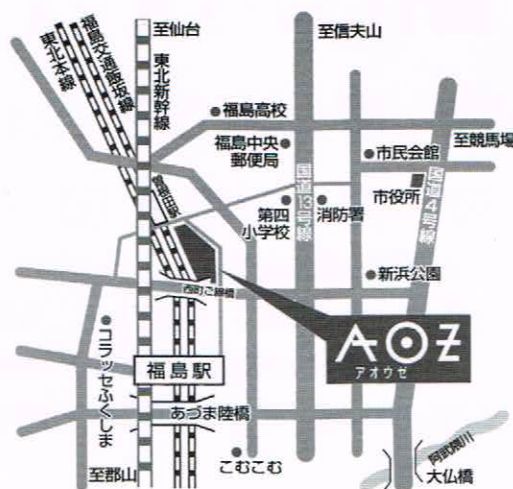 至仙台
至信夫山
東北本線
福島交通飯坂線
東北新幹線
福島高校
福島中央
郵便局
国道13号線
市民会館
至競馬場
市役所
国道4号線
曽根田駅
第四
小学校
消防署
新浜公園
西町こ線橋
AOZ
アオウゼ
コラッセふくしま
福島駅
あづま陸橋
こむこむ
至郡山
阿武隈川
大仏橋